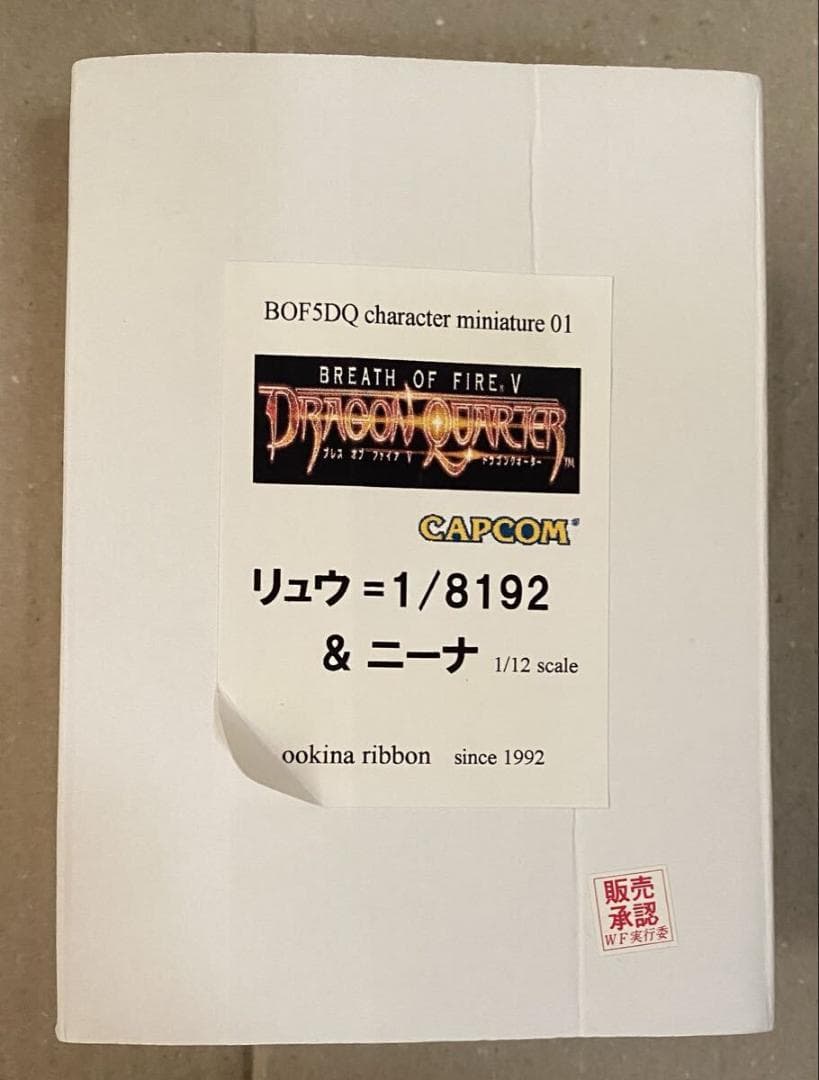 BOF5DQ character miniature 01
BREATH OF FIRE V
DRAGON QUARTER™
ブレス オブ ファイア V ドラゴンクォーター
CAPCOM
リュウ=1/8192
& ニーナ 1/12 scale
ookina ribbon since 1992
販売
承認
WF実行委